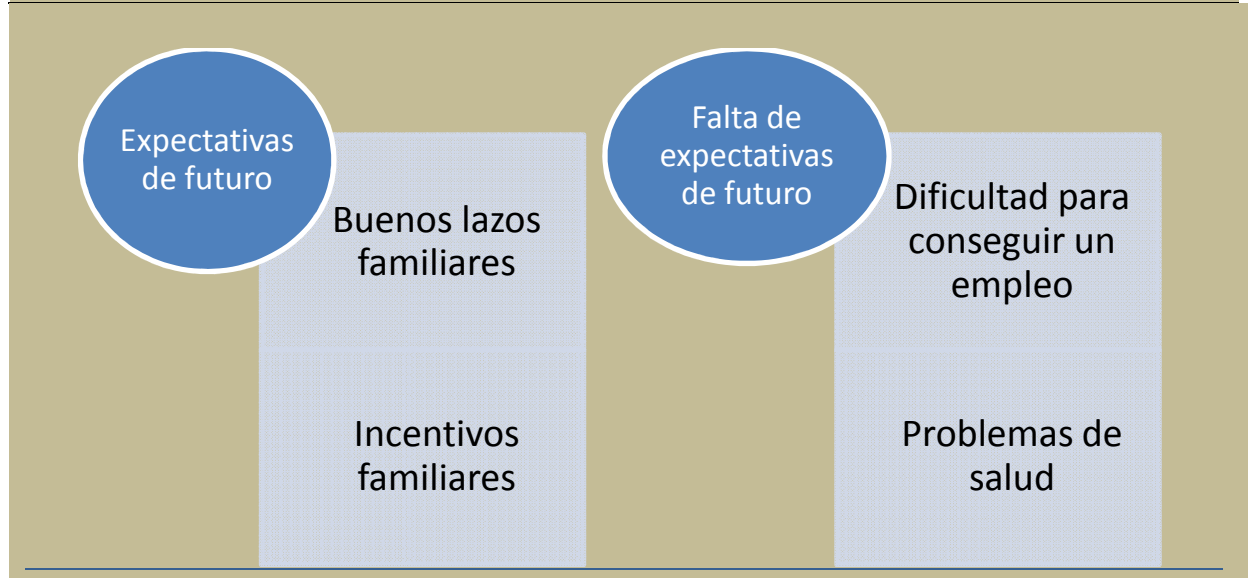 Expectativas
de futuro
Buenos lazos
familiares
Incentivos
familiares
Falta de
expectativas
de futuro
Dificultad para
conseguir un
empleo
Problemas de
salud